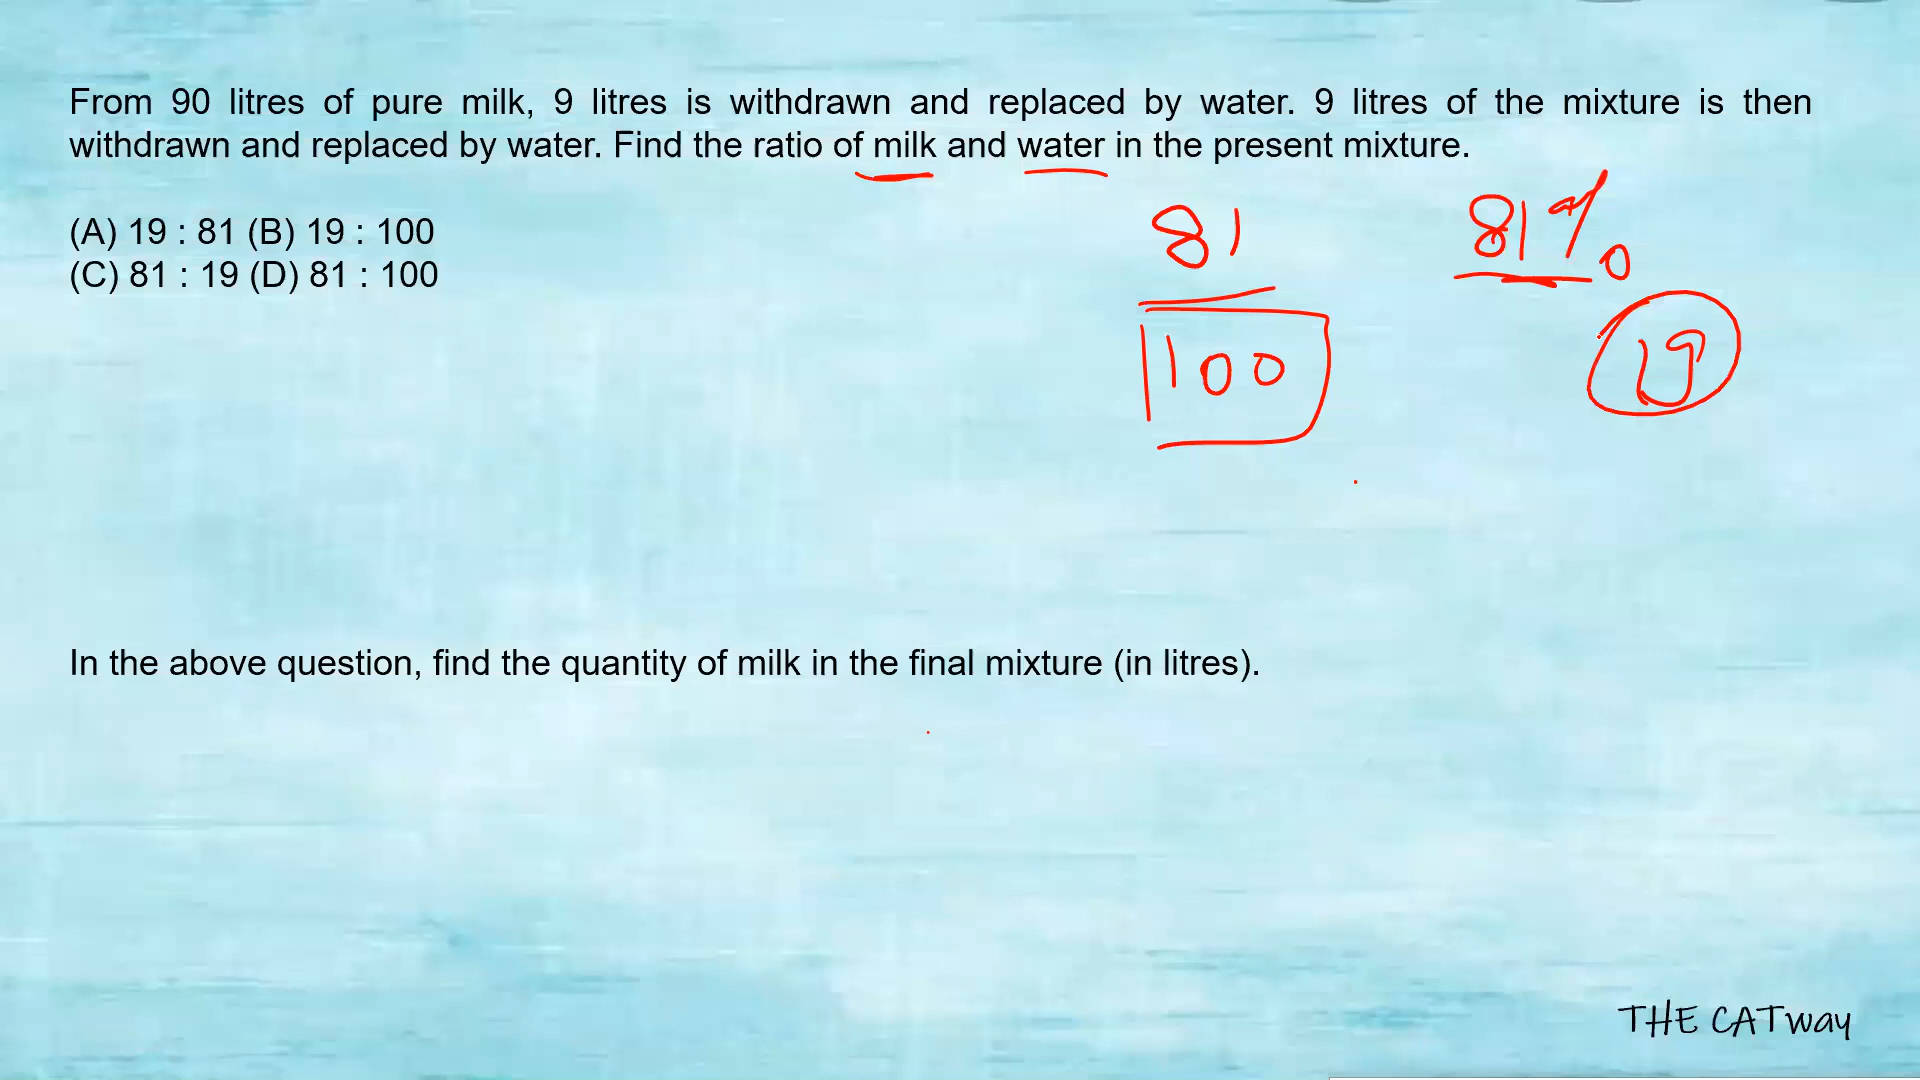 From 90 litres of pure milk, 9 litres is withdrawn and replaced by water. 9 litres of the mixture is then
withdrawn and replaced by water. Find the ratio of milk and water in the present mixture.
81
81%
(A) 19 : 81 (B) 19 : 100
(C) 81 : 19 (D) 81 : 100
100
19
In the above question, find the quantity of milk in the final mixture (in litres).
THE CATway